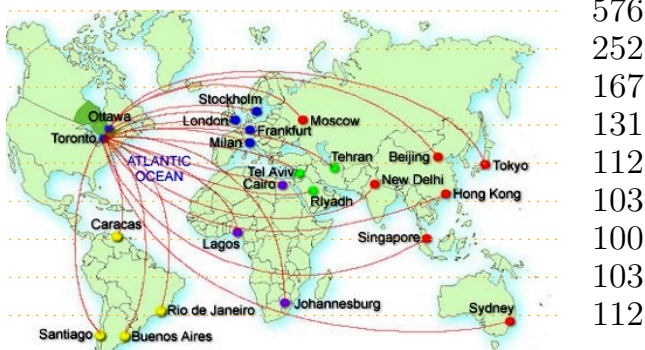 576
252
167
131
112
103
100
103
112
Stockholm
Ottawa
London
Moscow
Toronto
Frankfurt
Milan
ATLANTIC
OCEAN
Tehran
Beijing
Tokyo
Tel Aviv
Cairo
New Delhi
Riyadh
Hong Kong
Caracas
Lagos
Singapore
Rio de Janeiro
Johannesburg
Sydney
Santiago
Buenos Aires